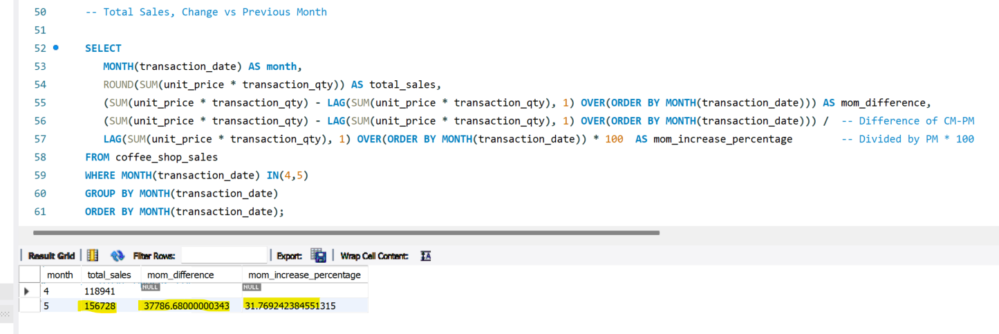 50 -- Total Sales, Change vs Previous Month
51
52 SELECT
53 MONTH(transaction_date) AS month,
54 ROUND(SUM(unit_price * transaction_qty)) AS total_sales,
55 (SUM(unit_price * transaction_qty) - LAG(SUM(unit_price * transaction_qty), 1) OVER(ORDER BY MONTH(transaction_date))) AS mom_difference,
56 (SUM(unit_price * transaction_qty) - LAG(SUM(unit_price * transaction_qty), 1) OVER(ORDER BY MONTH(transaction_date))) / -- Difference of CM-PM
57 LAG(SUM(unit_price * transaction_qty), 1) OVER(ORDER BY MONTH(transaction_date)) * 100 AS mom_increase_percentage -- Divided by PM * 100
58 FROM coffee_shop_sales
59 WHERE MONTH(transaction_date) IN(4,5)
60 GROUP BY MONTH(transaction_date)
61 ORDER BY MONTH(transaction_date);
Result Grid Filter Rows: Export: Wrap Cell Content: IA
month total_sales mom_difference mom_increase_percentage
4 118941 NULL NULL
5 156728 37786.68000000343 31.769242384551315